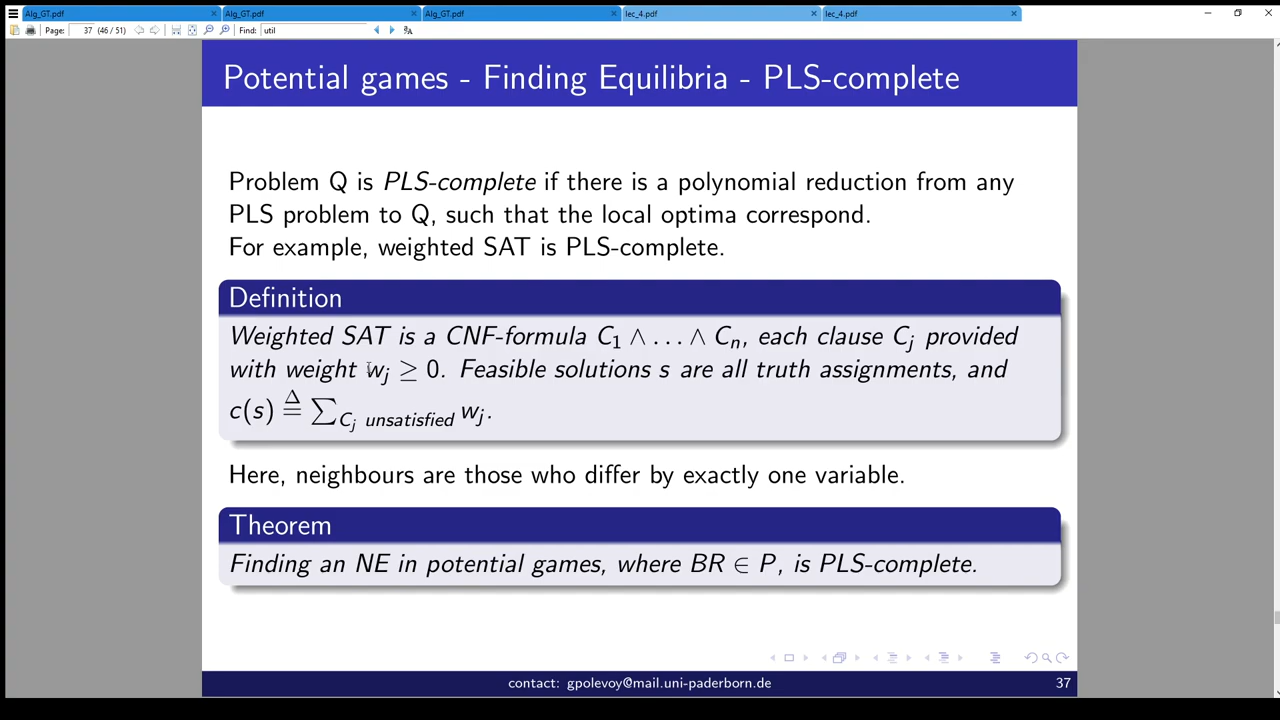 Alg_GT.pdf Alg_GT.pdf Alg_GT.pdf lec_4.pdf lec_4.pdf
Page: 37 (46 / 51) Find: util
Potential games - Finding Equilibria - PLS-complete
Problem Q is PLS-complete if there is a polynomial reduction from any
PLS problem to Q, such that the local optima correspond.
For example, weighted SAT is PLS-complete.
Definition
Weighted SAT is a CNF-formula C₁ ∧ . . . ∧ Cₙ, each clause Cⱼ provided
with weight wⱼ ≥ 0. Feasible solutions s are all truth assignments, and
c(s) ≜ ∑_{Cⱼ unsatisfied} wⱼ.
Here, neighbours are those who differ by exactly one variable.
Theorem
Finding an NE in potential games, where BR ∈ P, is PLS-complete.
contact: gpolevoy@mail.uni-paderborn.de 37